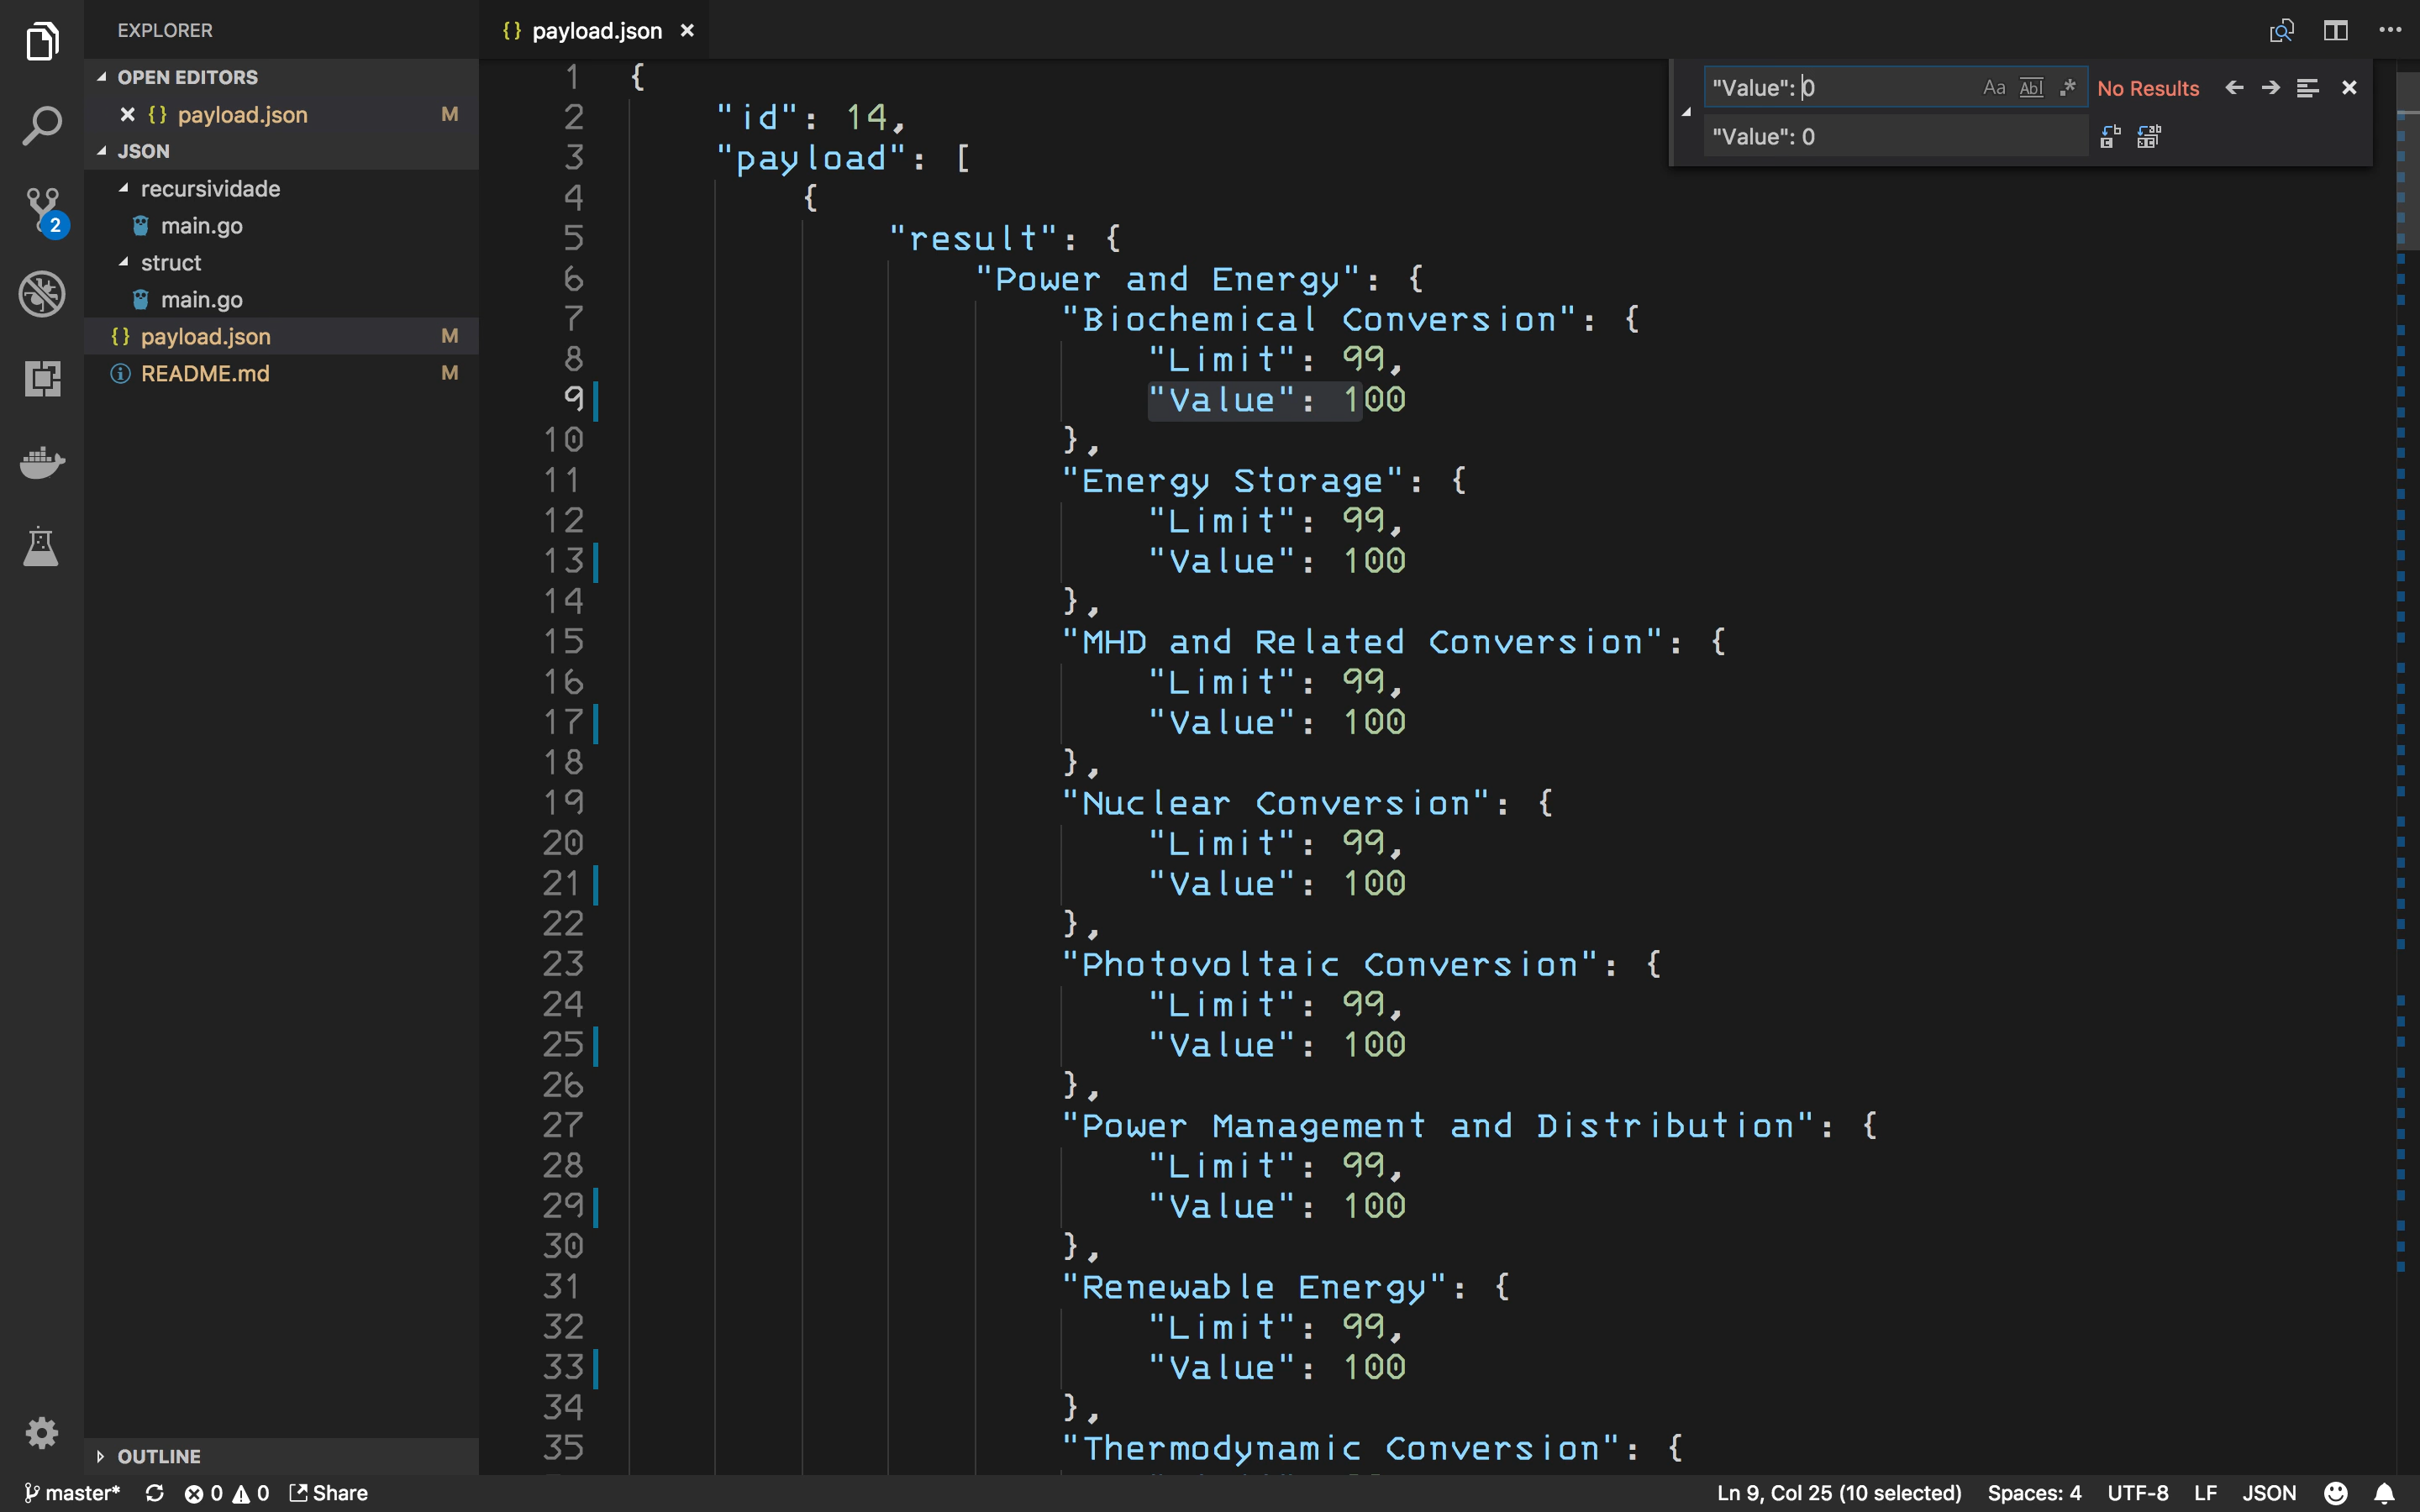 EXPLORER
OPEN EDITORS
{} payload.json M
JSON
recursividade
main.go
struct
main.go
{} payload.json M
README.md M
OUTLINE
2
{} payload.json
"Value": 0 Aa Abl .* No Results
"Value": 0
1 {
2 "id": 14,
3 "payload": [
4 {
5 "result": {
6 "Power and Energy": {
7 "Biochemical Conversion": {
8 "Limit": 99,
9 "Value": 100
10 },
11 "Energy Storage": {
12 "Limit": 99,
13 "Value": 100
14 },
15 "MHD and Related Conversion": {
16 "Limit": 99,
17 "Value": 100
18 },
19 "Nuclear Conversion": {
20 "Limit": 99,
21 "Value": 100
22 },
23 "Photovoltaic Conversion": {
24 "Limit": 99,
25 "Value": 100
26 },
27 "Power Management and Distribution": {
28 "Limit": 99,
29 "Value": 100
30 },
31 "Renewable Energy": {
32 "Limit": 99,
33 "Value": 100
34 },
35 "Thermodynamic Conversion": {
master* 0 0 Share Ln 9, Col 25 (10 selected) Spaces: 4 UTF-8 LF JSON